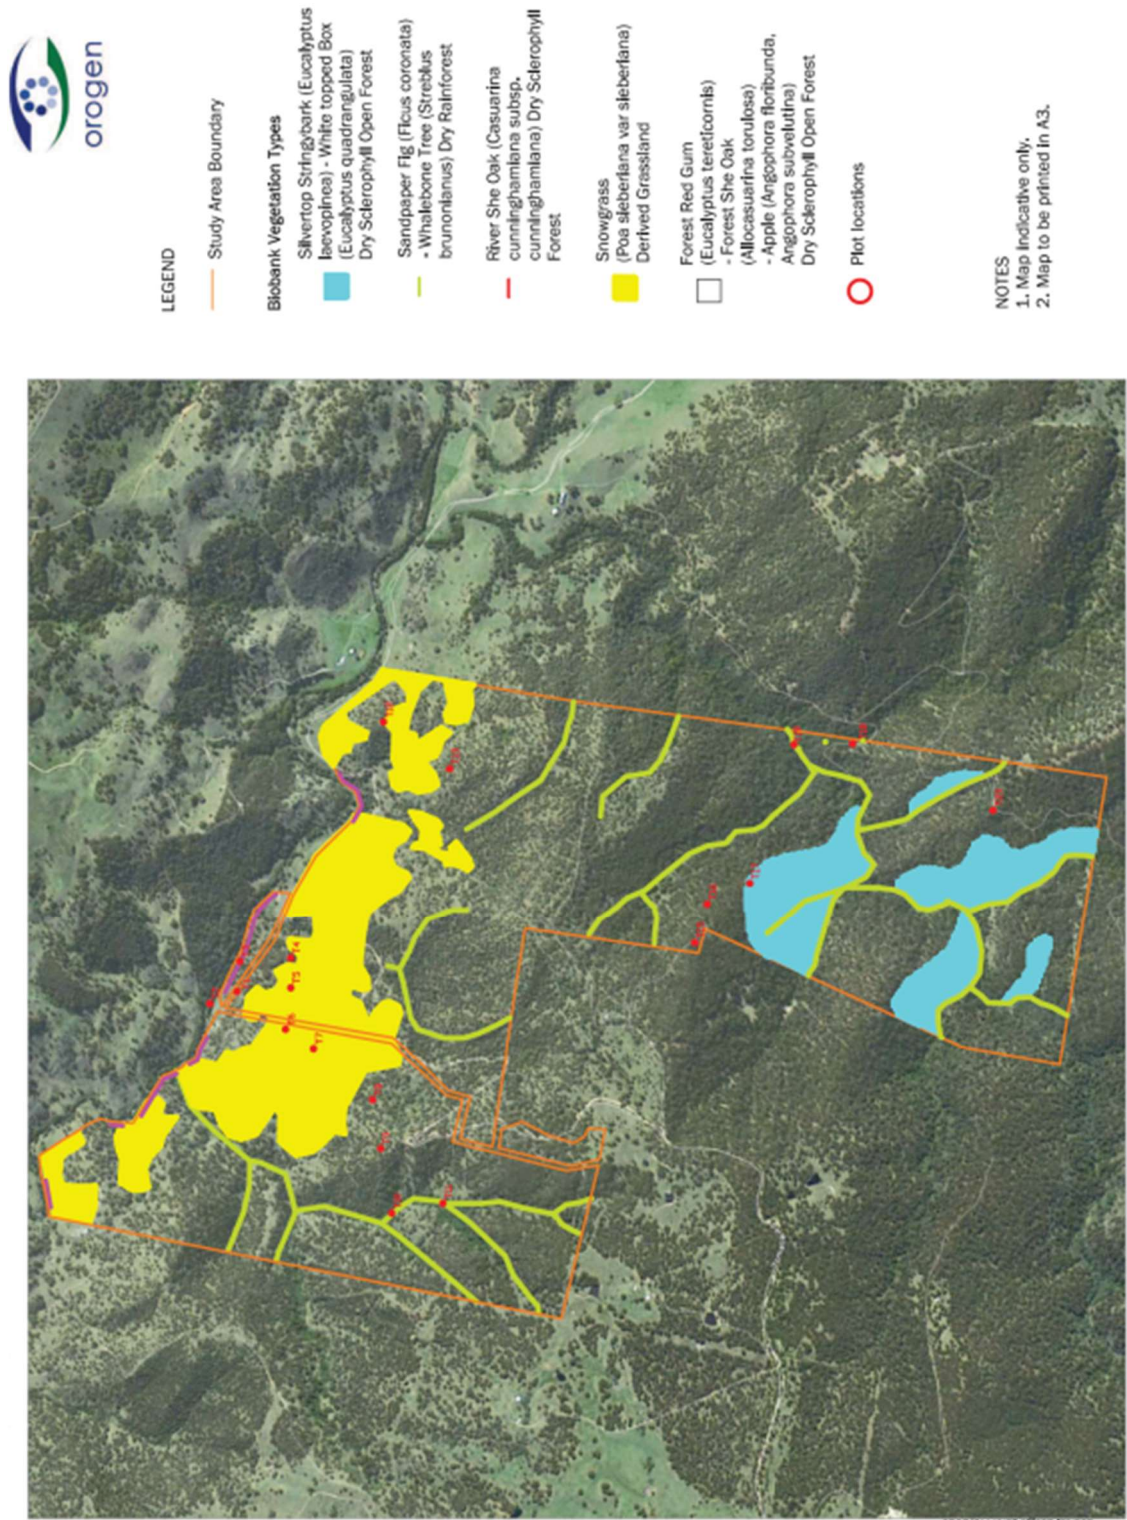 orogen
LEGEND
Study Area Boundary
Biobank Vegetation Types
Silvertop Stringybark (Eucalyptus
laevopinea) - White topped Box
(Eucalyptus quadrangulata)
Dry Sclerophyll Open Forest
Sandpaper Fig (Ficus coronata)
- Whalebone Tree (Streblus
brunonianus) Dry Rainforest
River She Oak (Casuarina
cunninghamiana subsp.
cunninghamiana) Dry Sclerophyll
Forest
Snowgrass
(Poa sieberiana var sieberiana)
Derived Grassland
Forest Red Gum
(Eucalyptus tereticornis)
- Forest She Oak
(Allocasuarina torulosa)
- Apple (Angophora floribunda,
Angophora subvelutina)
Dry Sclerophyll Open Forest
Plot locations
NOTES
1. Map indicative only.
2. Map to be printed in A3.
T4
T5
T7